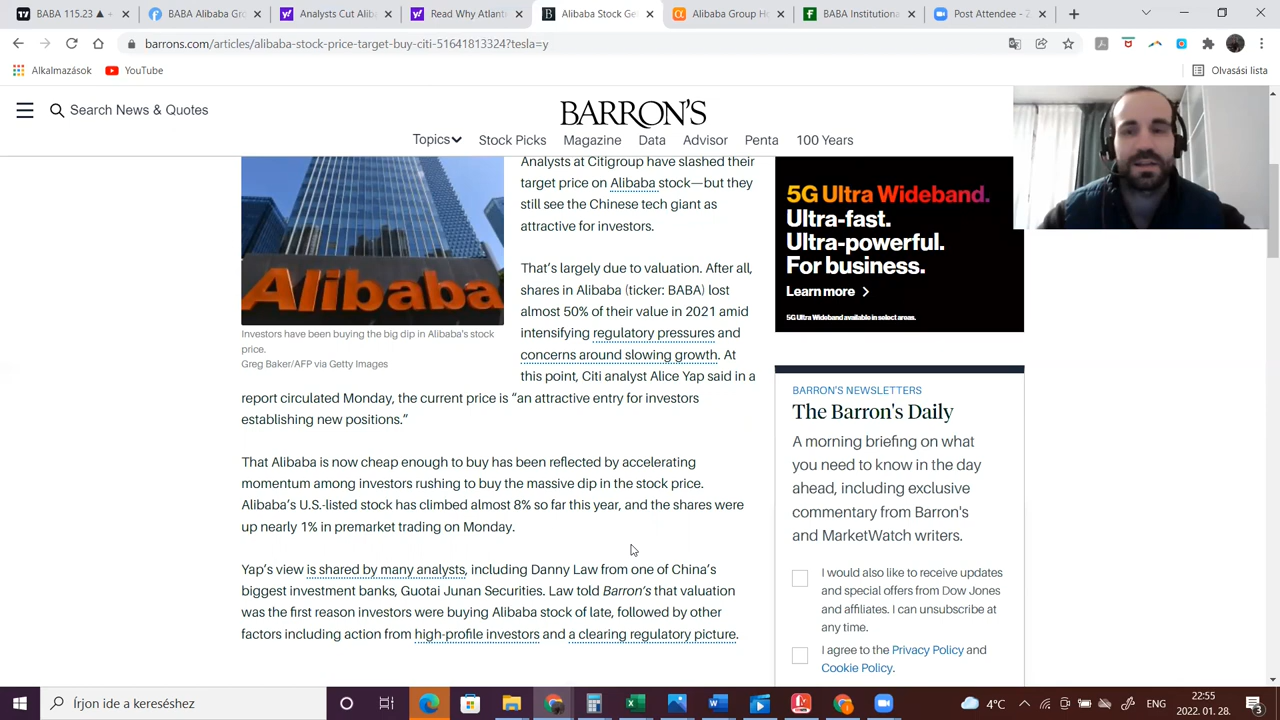 BABA 115.23 ▲ +
BABA Alibaba Gr
Analysts Cut Alib
Read Why Atlanti
Alibaba Stock Ge
Alibaba Group H
BABA Institutiona
Post Attendee - Z
barrons.com/articles/alibaba-stock-price-target-buy-citi-51641813324?tesla=y
Alkalmazások
YouTube
Olvasási lista
Search News & Quotes
BARRON'S
Topics
Stock Picks
Magazine
Data
Advisor
Penta
100 Years
Alibaba
Investors have been buying the big dip in Alibaba's stock
price.
Greg Baker/AFP via Getty Images
Analysts at Citigroup have slashed their
target price on Alibaba stock—but they
still see the Chinese tech giant as
attractive for investors.
That's largely due to valuation. After all,
shares in Alibaba (ticker: BABA) lost
almost 50% of their value in 2021 amid
intensifying regulatory pressures and
concerns around slowing growth. At
this point, Citi analyst Alice Yap said in a
report circulated Monday, the current price is “an attractive entry for investors
establishing new positions.”
That Alibaba is now cheap enough to buy has been reflected by accelerating
momentum among investors rushing to buy the massive dip in the stock price.
Alibaba's U.S.-listed stock has climbed almost 8% so far this year, and the shares were
up nearly 1% in premarket trading on Monday.
Yap's view is shared by many analysts, including Danny Law from one of China's
biggest investment banks, Guotai Junan Securities. Law told Barron's that valuation
was the first reason investors were buying Alibaba stock of late, followed by other
factors including action from high-profile investors and a clearing regulatory picture.
5G Ultra Wideband.
Ultra-fast.
Ultra-powerful.
For business.
Learn more
5G Ultra Wideband available in select areas.
BARRON'S NEWSLETTERS
The Barron's Daily
A morning briefing on what
you need to know in the day
ahead, including exclusive
commentary from Barron's
and MarketWatch writers.
I would also like to receive updates
and special offers from Dow Jones
and affiliates. I can unsubscribe at
any time.
I agree to the Privacy Policy and
Cookie Policy.
Írjon ide a kereséshez
4°C
ENG
22:55
2022. 01. 28.
3